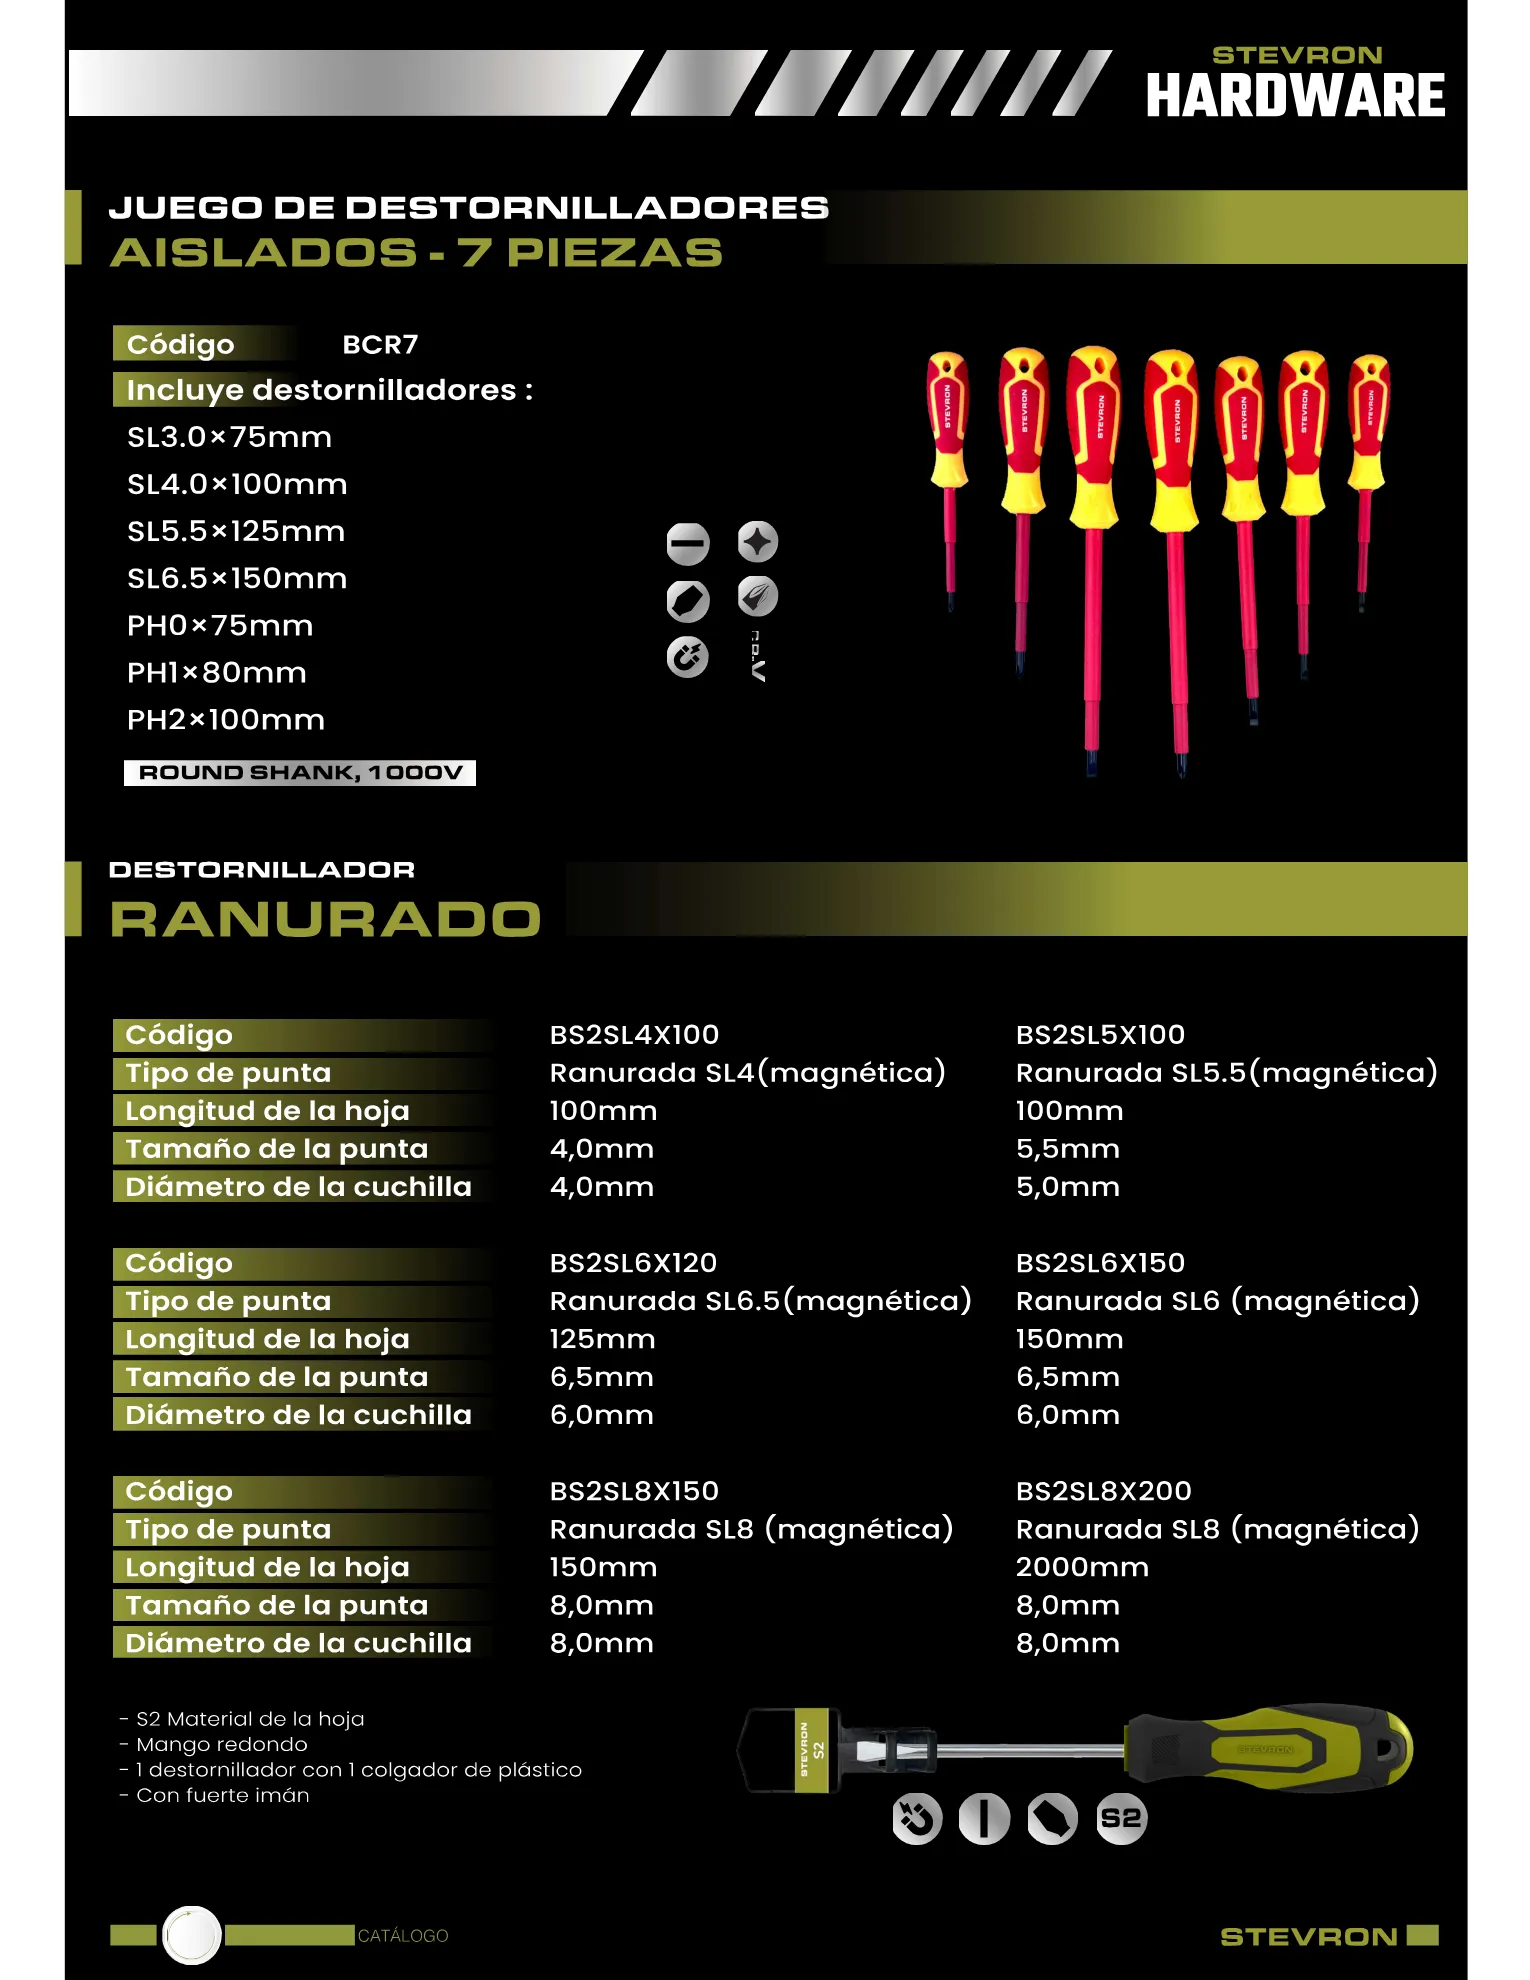 STEVRON
HARDWARE
JUEGO DE DESTORNILLADORES
AISLADOS - 7 PIEZAS
Código BCR7
Incluye destornilladores :
SL3.0×75mm
SL4.0×100mm
SL5.5×125mm
SL6.5×150mm
PH0×75mm
PH1×80mm
PH2×100mm
ROUND SHANK, 1000V
STEVRON
STEVRON
STEVRON
STEVRON
STEVRON
STEVRON
STEVRON
C.R.V
DESTORNILLADOR
RANURADO
Código BS2SL4X100 BS2SL5X100
Tipo de punta Ranurada SL4(magnética) Ranurada SL5.5(magnética)
Longitud de la hoja 100mm 100mm
Tamaño de la punta 4,0mm 5,5mm
Diámetro de la cuchilla 4,0mm 5,0mm
Código BS2SL6X120 BS2SL6X150
Tipo de punta Ranurada SL6.5(magnética) Ranurada SL6 (magnética)
Longitud de la hoja 125mm 150mm
Tamaño de la punta 6,5mm 6,5mm
Diámetro de la cuchilla 6,0mm 6,0mm
Código BS2SL8X150 BS2SL8X200
Tipo de punta Ranurada SL8 (magnética) Ranurada SL8 (magnética)
Longitud de la hoja 150mm 2000mm
Tamaño de la punta 8,0mm 8,0mm
Diámetro de la cuchilla 8,0mm 8,0mm
- S2 Material de la hoja
- Mango redondo
- 1 destornillador con 1 colgador de plástico
- Con fuerte imán
STEVRON
S2
STEVRON
S2
CATÁLOGO
STEVRON